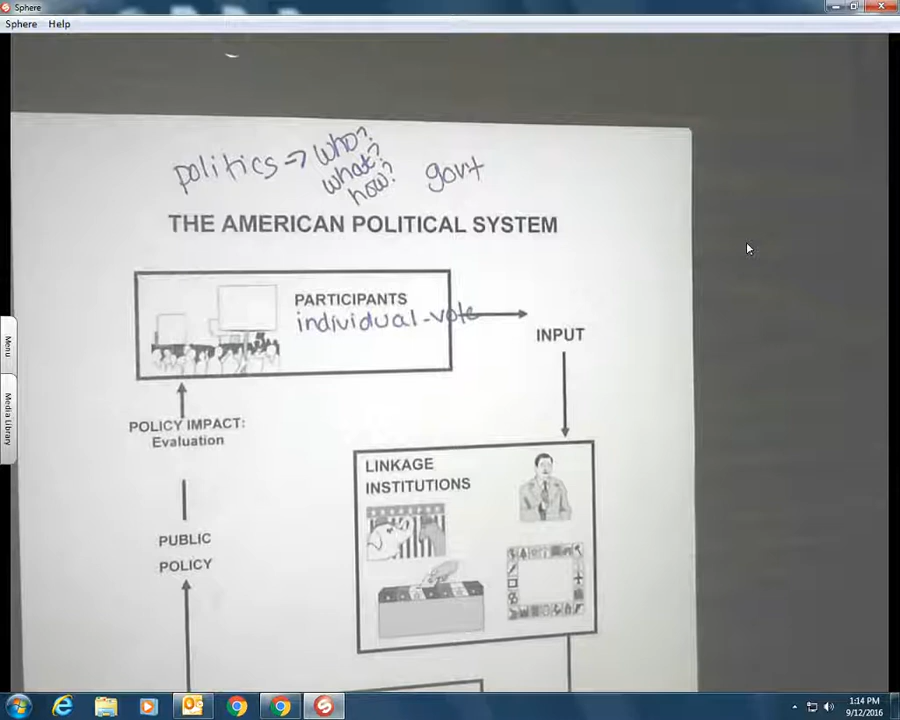 Sphere
Sphere Help
politics => who?
what?
how?
govt
THE AMERICAN POLITICAL SYSTEM
PARTICIPANTS
individual-vote
INPUT
POLICY IMPACT:
Evaluation
LINKAGE
INSTITUTIONS
PUBLIC
POLICY
Menu
Media Library
1:14 PM
9/12/2016